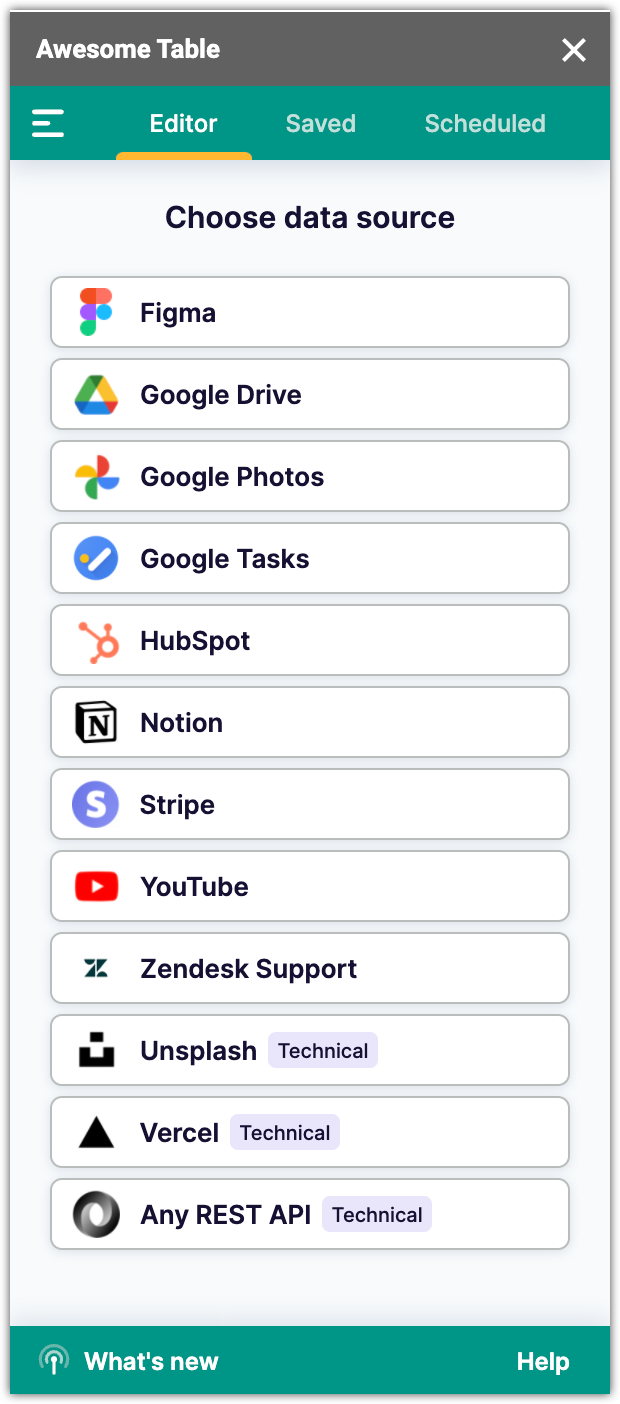 Awesome Table
Editor Saved Scheduled
Choose data source
Figma
Google Drive
Google Photos
Google Tasks
HubSpot
Notion
Stripe
YouTube
Zendesk Support
Unsplash Technical
Vercel Technical
Any REST API Technical
What's new Help